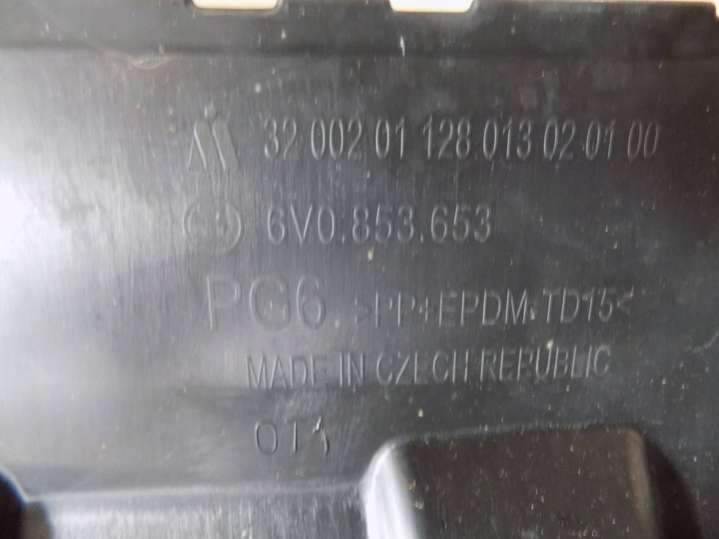 32 002 01 128 013 02 01 00
6V0.853.653
PG6 >PP+EPDM-TD15<
MADE IN CZECH REPUBLIC